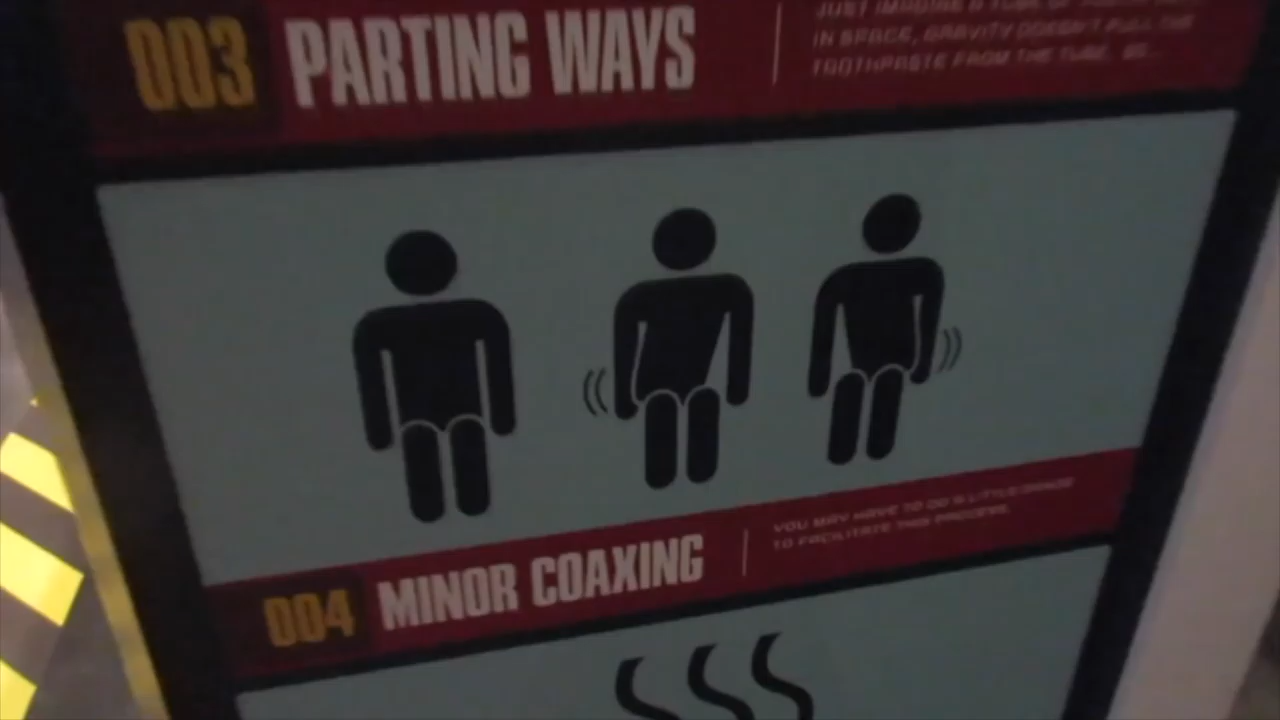 003 PARTING WAYS
JUST IMAGINE A TUBE OF
IN SPACE, GRAVITY DOESN'T PULL THE
TOOTHPASTE FROM THE TUBE, SO...
004 MINOR COAXING
YOU MAY HAVE TO DO A LITTLE DANCE
TO FACILITATE THIS PROCESS.